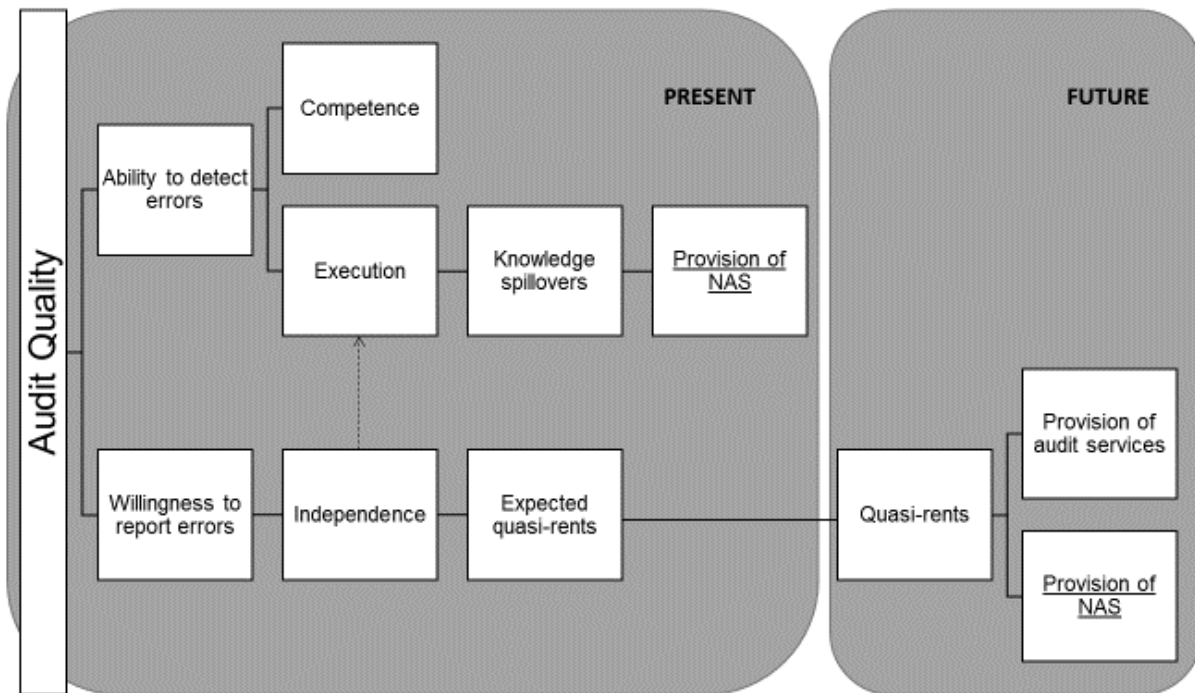 Audit Quality
PRESENT
FUTURE
Competence
Ability to detect
errors
Execution
Knowledge
spillovers
Provision of
NAS
Willingness to
report errors
Independence
Expected
quasi-rents
Quasi-rents
Provision of
audit services
Provision of
NAS